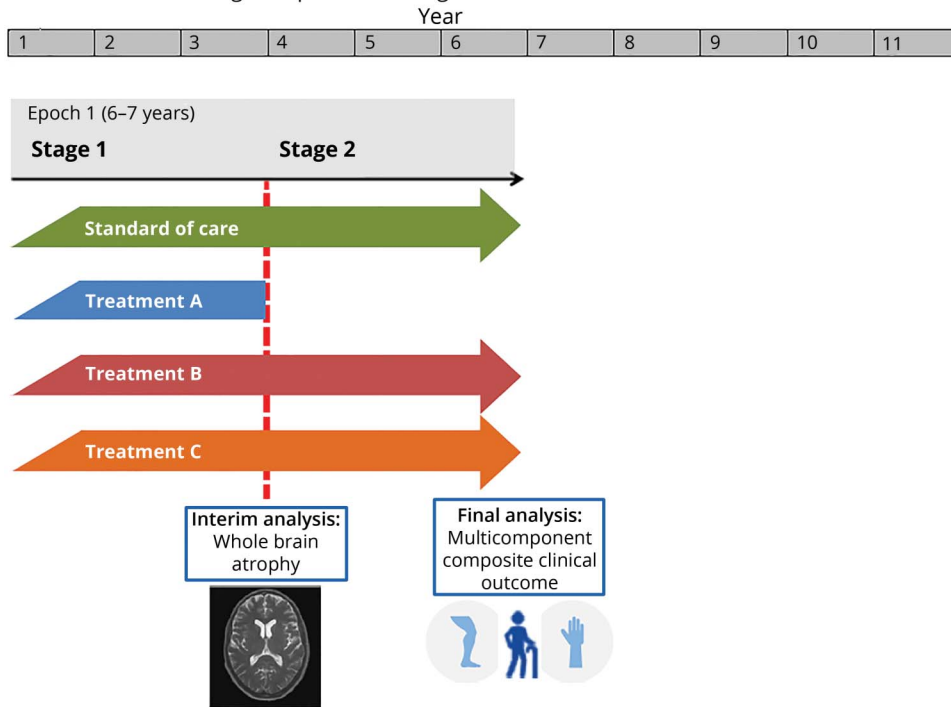 Year
1 2 3 4 5 6 7 8 9 10 11
Epoch 1 (6–7 years)
Stage 1 Stage 2
Standard of care
Treatment A
Treatment B
Treatment C
Interim analysis:
Whole brain
atrophy
Final analysis:
Multicomponent
composite clinical
outcome